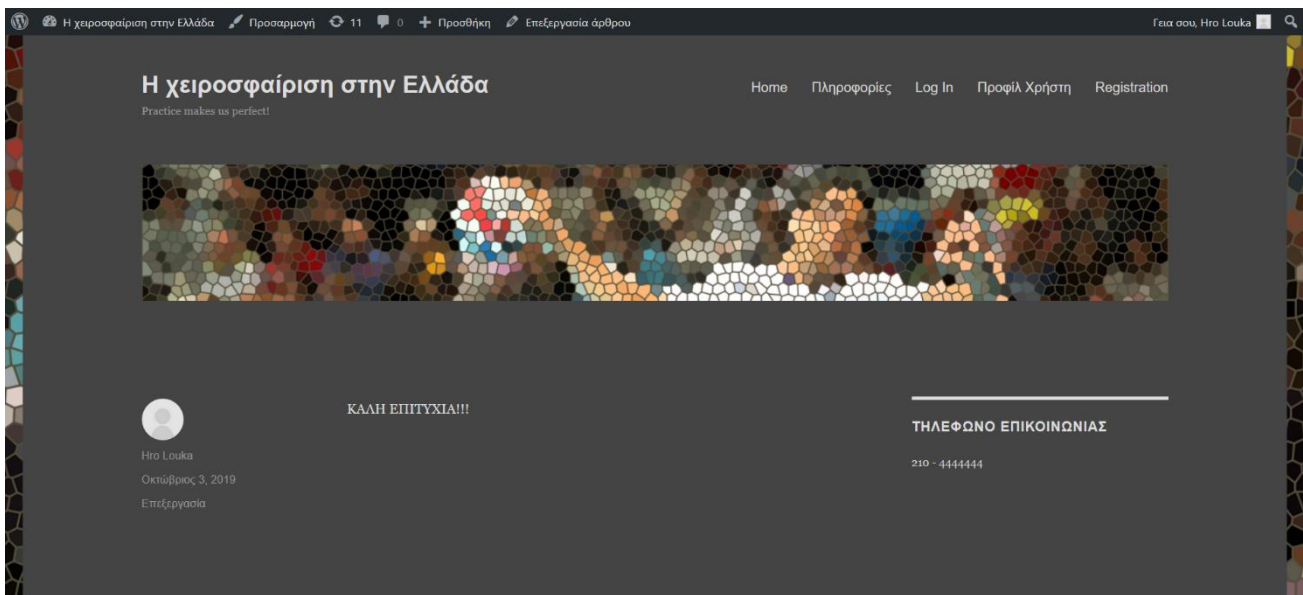 Η χειροσφαίριση στην Ελλάδα Προσαρμογή 11 0 Προσθήκη Επεξεργασία άρθρου Γεια σου, Hro Louka
Η χειροσφαίριση στην Ελλάδα
Practice makes us perfect!
Home Πληροφορίες Log In Προφίλ Χρήστη Registration
Hro Louka
Οκτώβριος 3, 2019
Επεξεργασία
ΚΑΛΗ ΕΠΙΤΥΧΙΑ!!!
ΤΗΛΕΦΩΝΟ ΕΠΙΚΟΙΝΩΝΙΑΣ
210 - 4444444